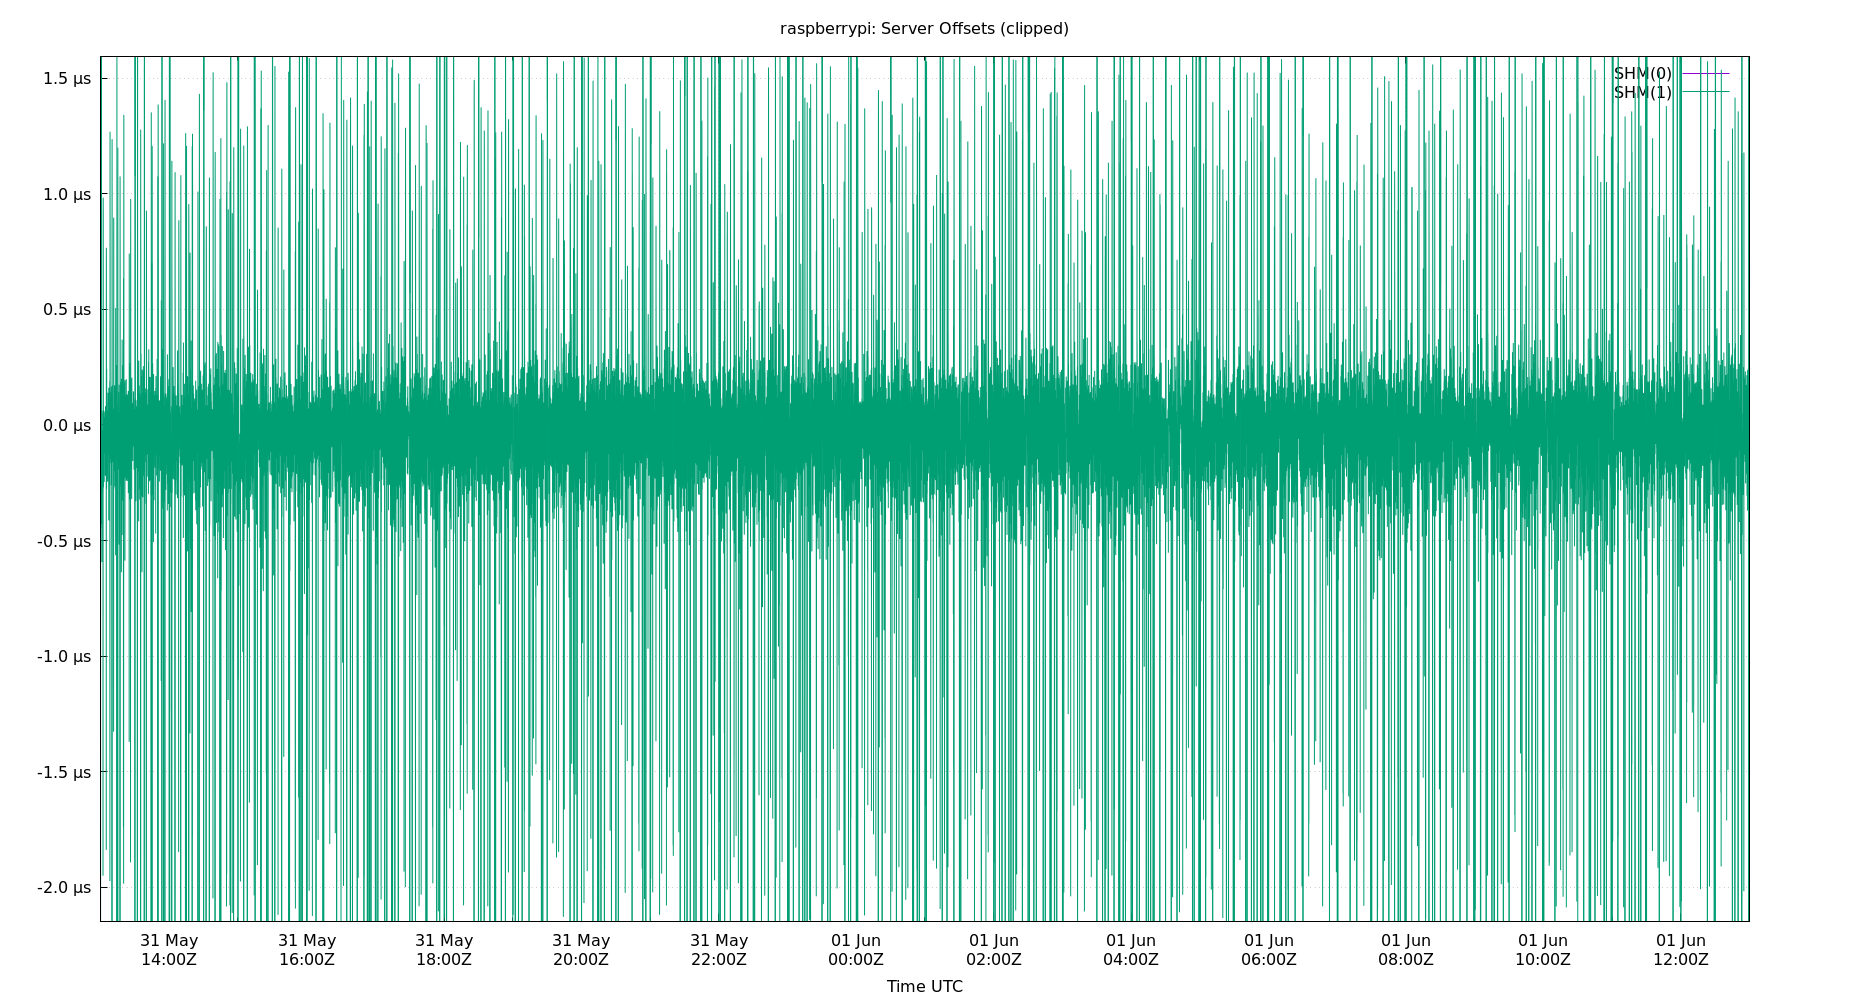 raspberrypi: Server Offsets (clipped)
1.5 µs
1.0 µs
0.5 µs
0.0 µs
-0.5 µs
-1.0 µs
-1.5 µs
-2.0 µs
SHM(0)
SHM(1)
31 May 31 May 31 May 31 May 31 May 01 Jun 01 Jun 01 Jun 01 Jun 01 Jun 01 Jun 01 Jun
14:00Z 16:00Z 18:00Z 20:00Z 22:00Z 00:00Z 02:00Z 04:00Z 06:00Z 08:00Z 10:00Z 12:00Z
Time UTC